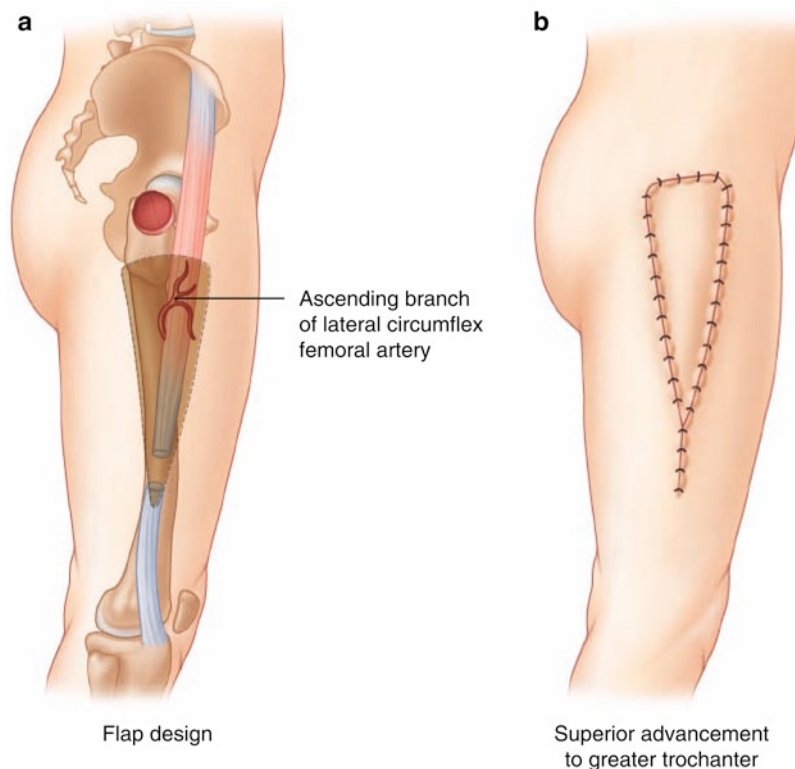 a
b
Ascending branch
of lateral circumflex
femoral artery
Flap design
Superior advancement
to greater trochanter